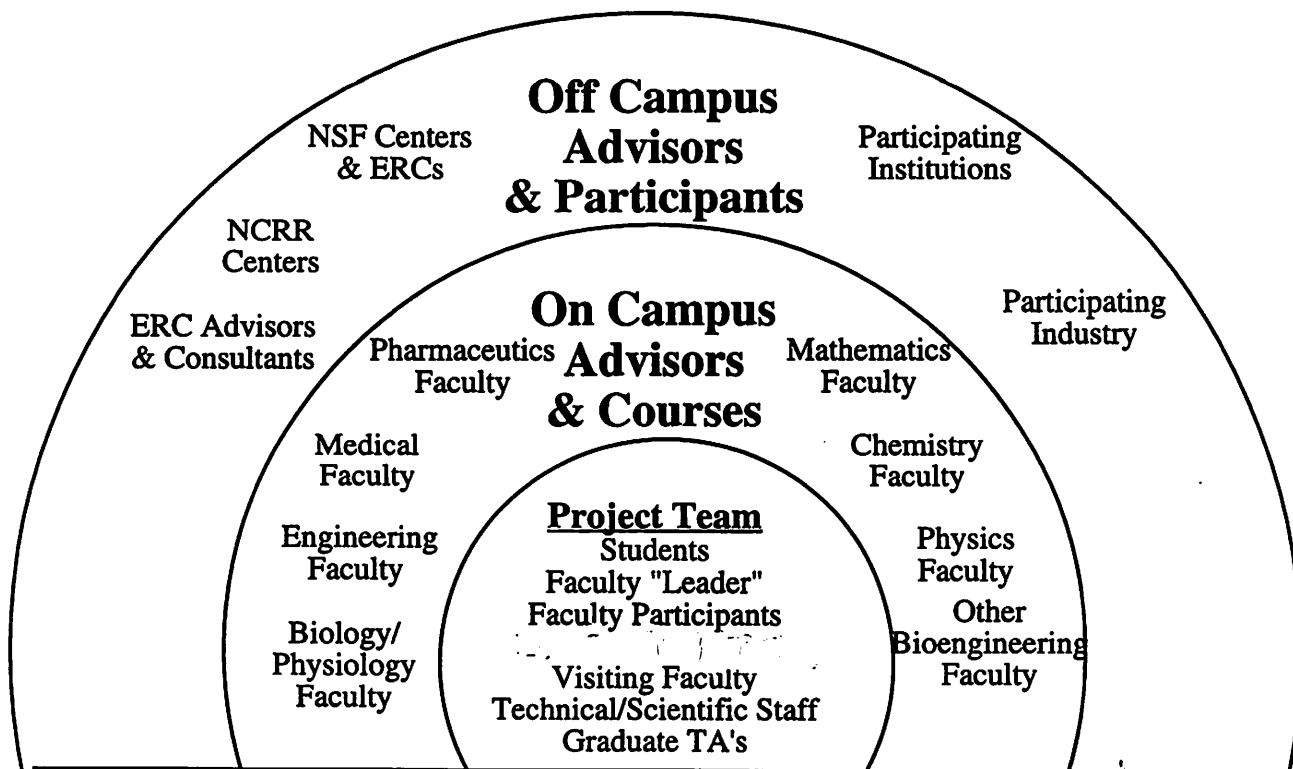 Off Campus
Advisors
& Participants
NSF Centers
& ERCs
Participating
Institutions
NCRR
Centers
ERC Advisors
& Consultants
Participating
Industry
On Campus
Advisors
& Courses
Pharmaceutics
Faculty
Mathematics
Faculty
Medical
Faculty
Chemistry
Faculty
Engineering
Faculty
Physics
Faculty
Biology/
Physiology
Faculty
Other
Bioengineering
Faculty
Project Team
Students
Faculty "Leader"
Faculty Participants
Visiting Faculty
Technical/Scientific Staff
Graduate TA's